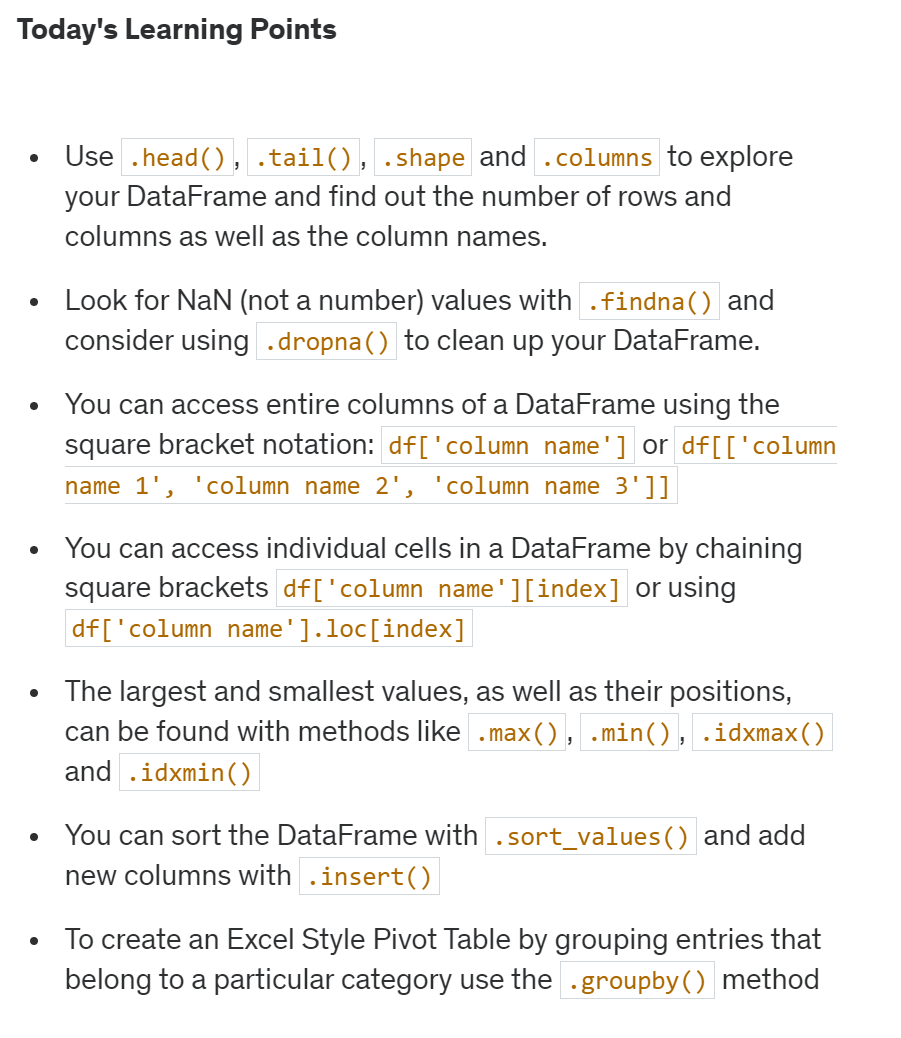 Today's Learning Points
• Use .head(), .tail(), .shape and .columns to explore
your DataFrame and find out the number of rows and
columns as well as the column names.
• Look for NaN (not a number) values with .findna() and
consider using .dropna() to clean up your DataFrame.
• You can access entire columns of a DataFrame using the
square bracket notation: df['column name'] or df[['column
name 1', 'column name 2', 'column name 3']]
• You can access individual cells in a DataFrame by chaining
square brackets df['column name'][index] or using
df['column name'].loc[index]
• The largest and smallest values, as well as their positions,
can be found with methods like .max(), .min(), .idxmax()
and .idxmin()
• You can sort the DataFrame with .sort_values() and add
new columns with .insert()
• To create an Excel Style Pivot Table by grouping entries that
belong to a particular category use the .groupby() method